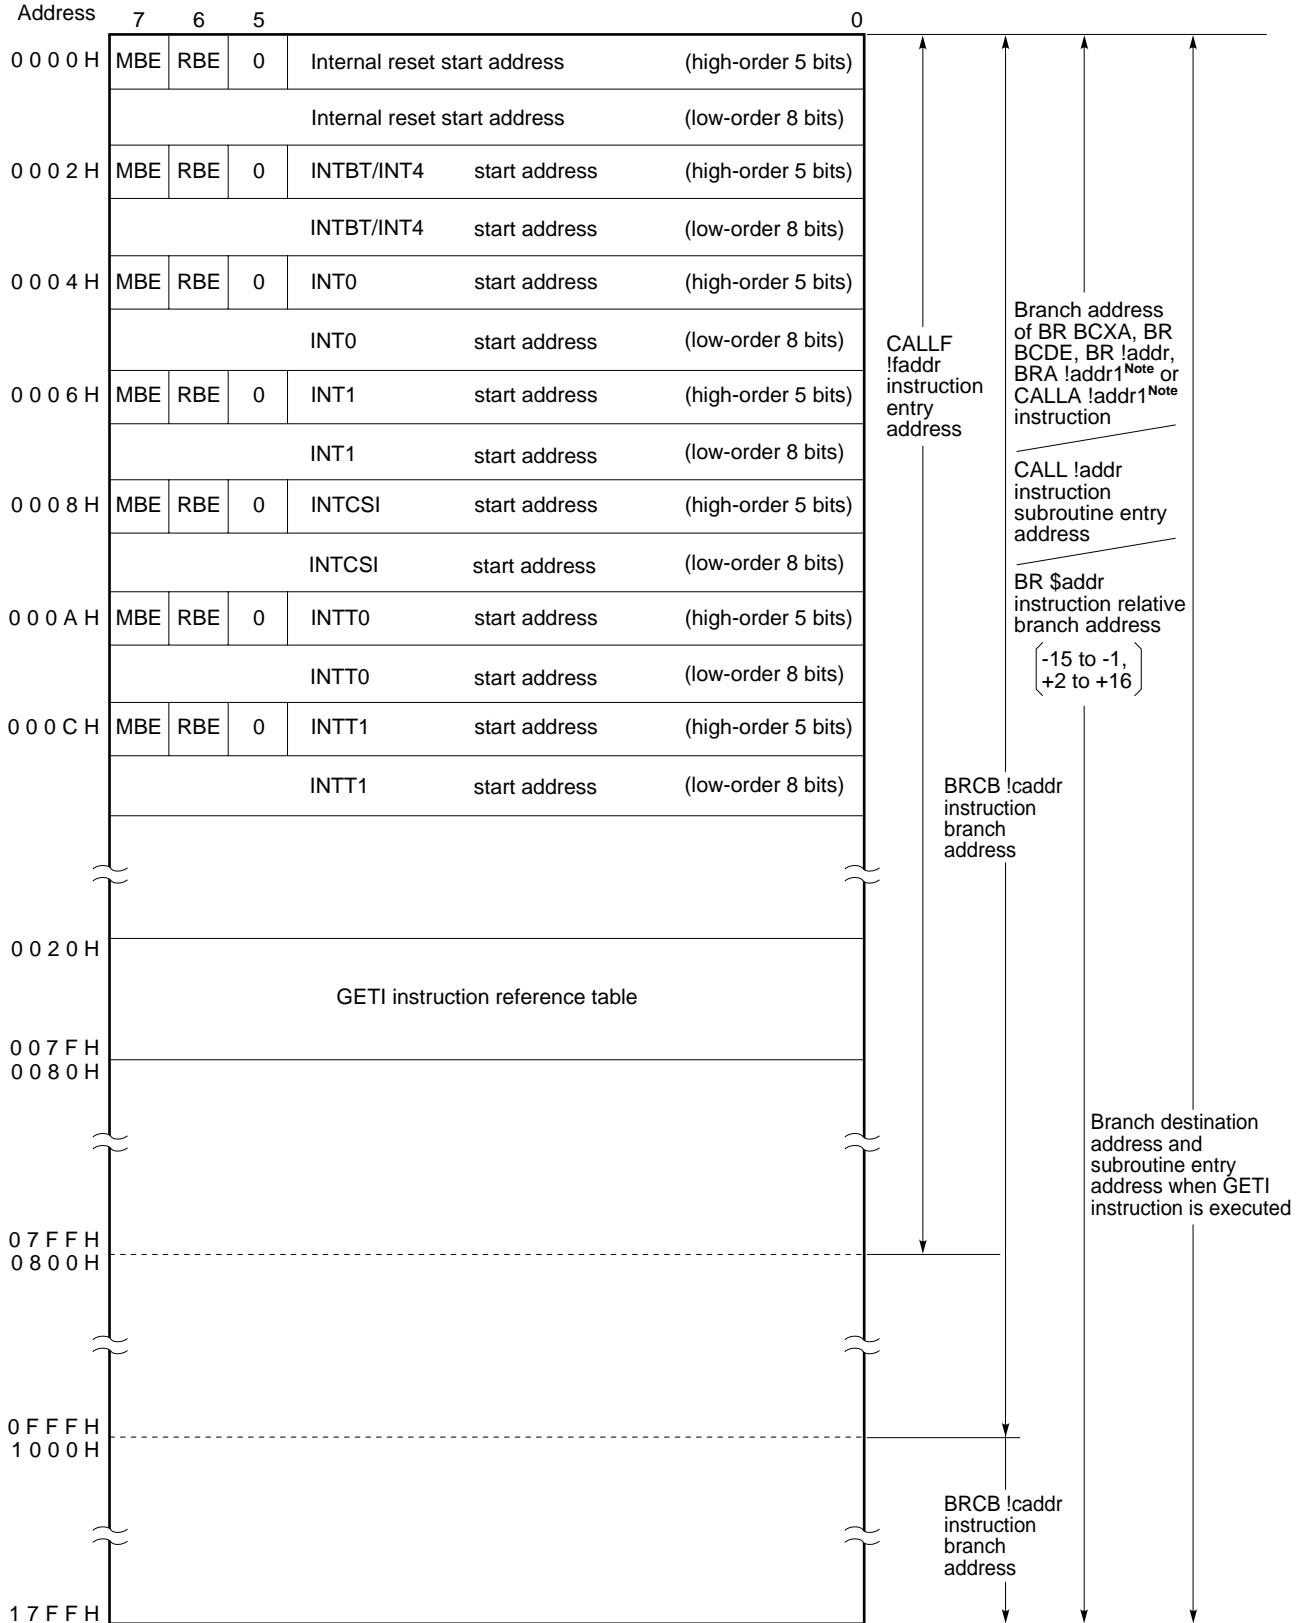 Address 7 6 5 0
0000H MBE RBE 0 Internal reset start address (high-order 5 bits)
Internal reset start address (low-order 8 bits)
0002H MBE RBE 0 INTBT/INT4 start address (high-order 5 bits)
INTBT/INT4 start address (low-order 8 bits)
0004H MBE RBE 0 INT0 start address (high-order 5 bits)
INT0 start address (low-order 8 bits)
0006H MBE RBE 0 INT1 start address (high-order 5 bits)
INT1 start address (low-order 8 bits)
0008H MBE RBE 0 INTCSI start address (high-order 5 bits)
INTCSI start address (low-order 8 bits)
000AH MBE RBE 0 INTT0 start address (high-order 5 bits)
INTT0 start address (low-order 8 bits)
000CH MBE RBE 0 INTT1 start address (high-order 5 bits)
INTT1 start address (low-order 8 bits)
0020H
GETI instruction reference table
007FH
0080H
07FFH
0800H
0FFFH
1000H
17FFH
CALLF
!faddr
instruction
entry
address
BRCB !caddr
instruction
branch
address
BRCB !caddr
instruction
branch
address
Branch address
of BR BCXA, BR
BCDE, BR !addr,
BRA !addr1Note or
CALLA !addr1Note
instruction
CALL !addr
instruction
subroutine entry
address
BR $addr
instruction relative
branch address
-15 to -1,
+2 to +16
Branch destination
address and
subroutine entry
address when GETI
instruction is executed